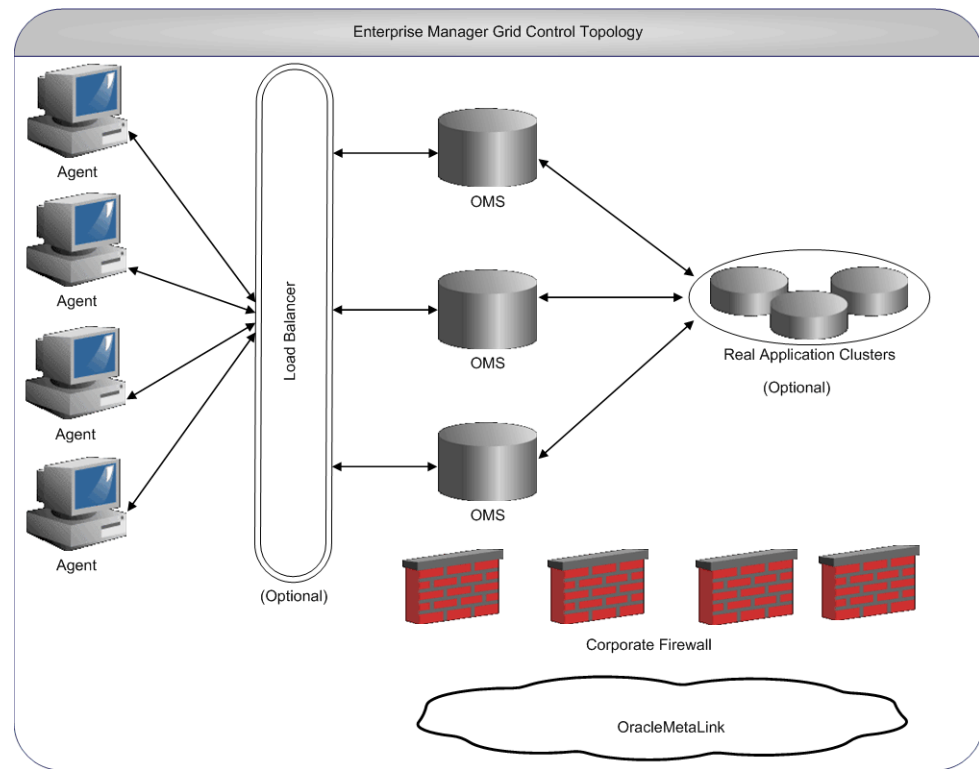 Enterprise Manager Grid Control Topology
Agent
Agent
Agent
Agent
Load Balancer
(Optional)
OMS
OMS
OMS
Real Application Clusters
(Optional)
Corporate Firewall
OracleMetaLink